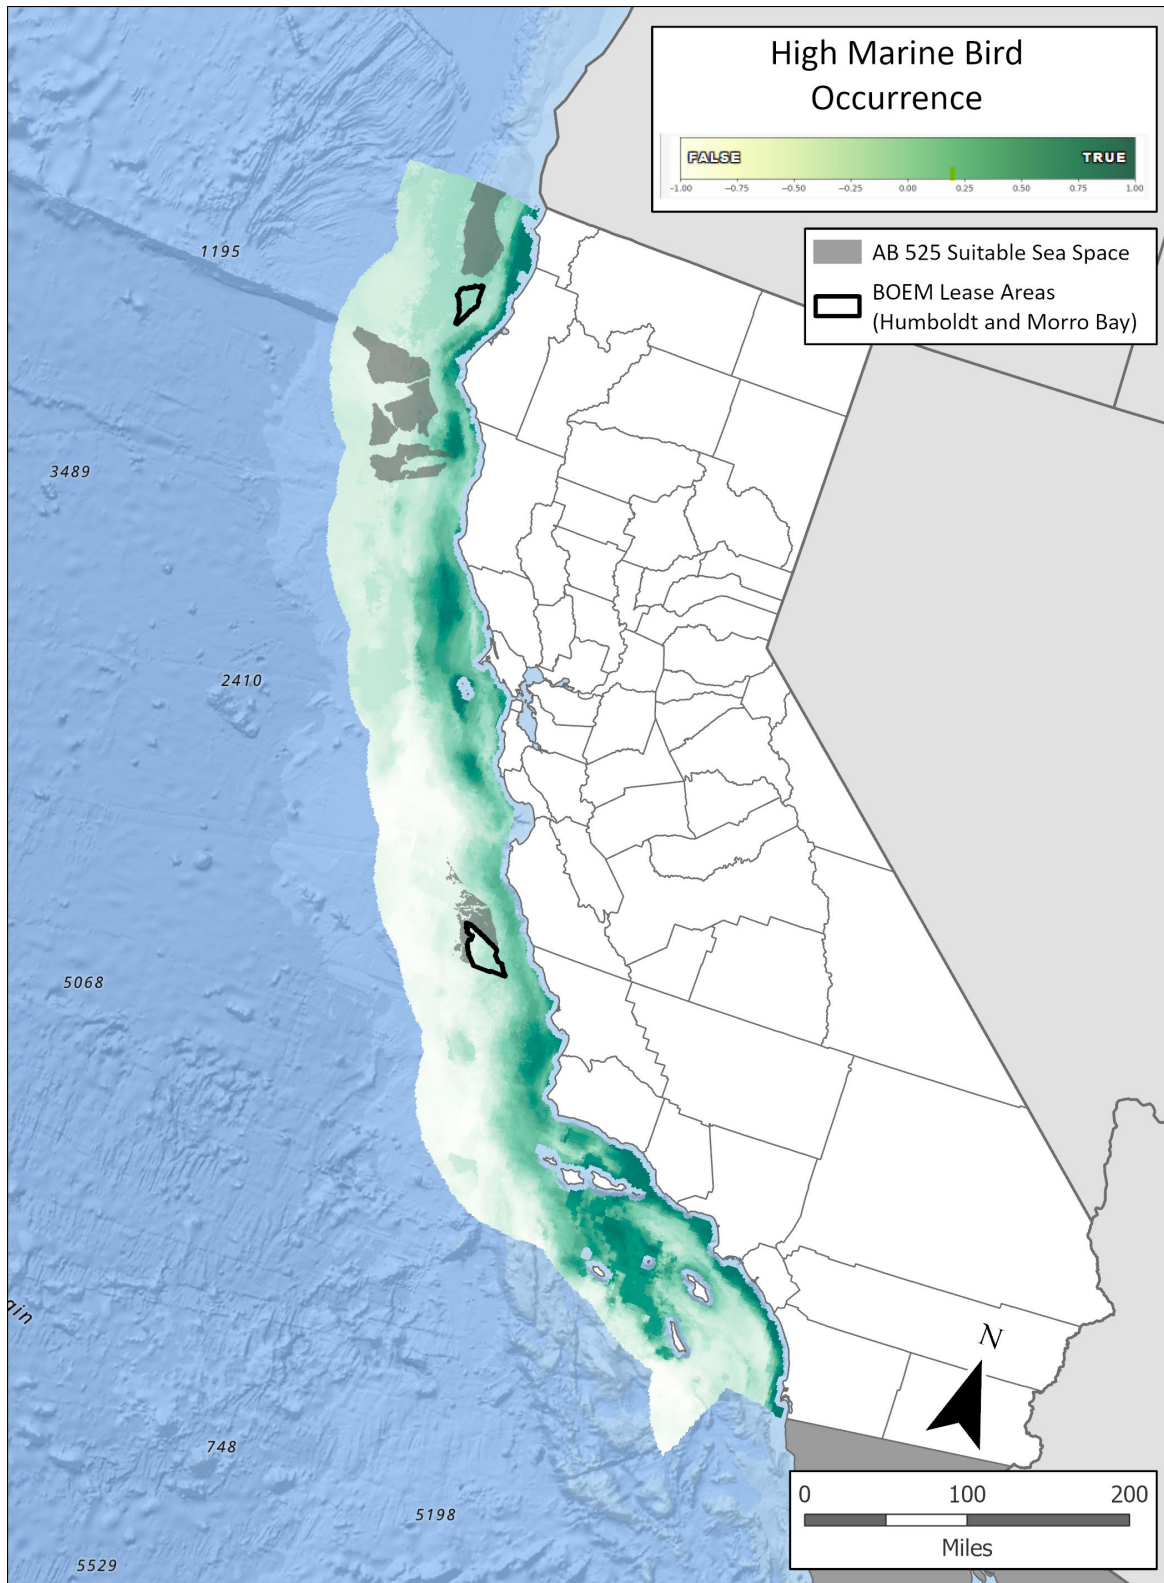 High Marine Bird
Occurrence
FALSE TRUE
−1.00 −0.75 −0.50 −0.25 0.00 0.25 0.50 0.75 1.00
AB 525 Suitable Sea Space
BOEM Lease Areas
(Humboldt and Morro Bay)
1195
3489
2410
5068
gin
N
748
5198
5529
0 100 200
Miles